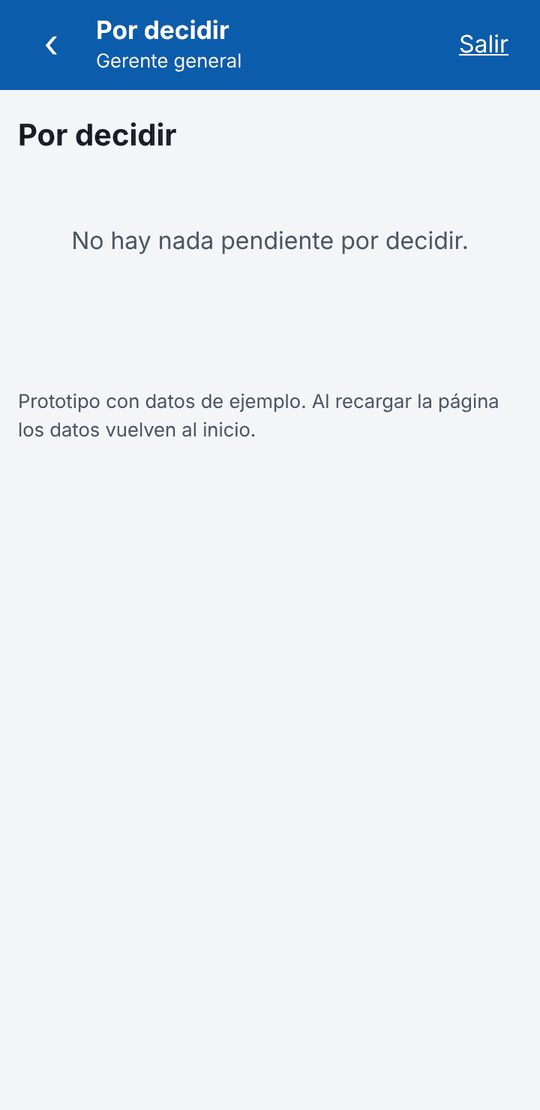 Por decidir
Gerente general
Salir
Por decidir
No hay nada pendiente por decidir.
Prototipo con datos de ejemplo. Al recargar la página
los datos vuelven al inicio.